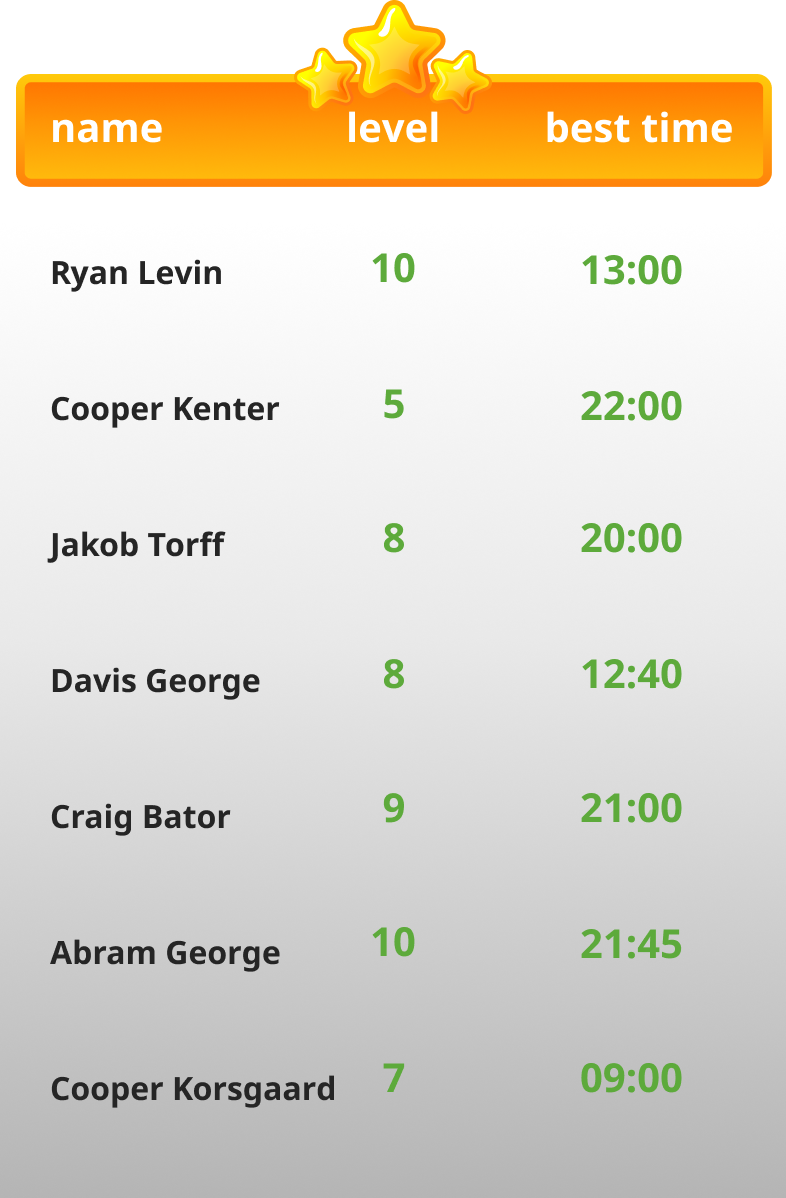 name level best time
Ryan Levin 10 13:00
Cooper Kenter 5 22:00
Jakob Torff 8 20:00
Davis George 8 12:40
Craig Bator 9 21:00
Abram George 10 21:45
Cooper Korsgaard 7 09:00